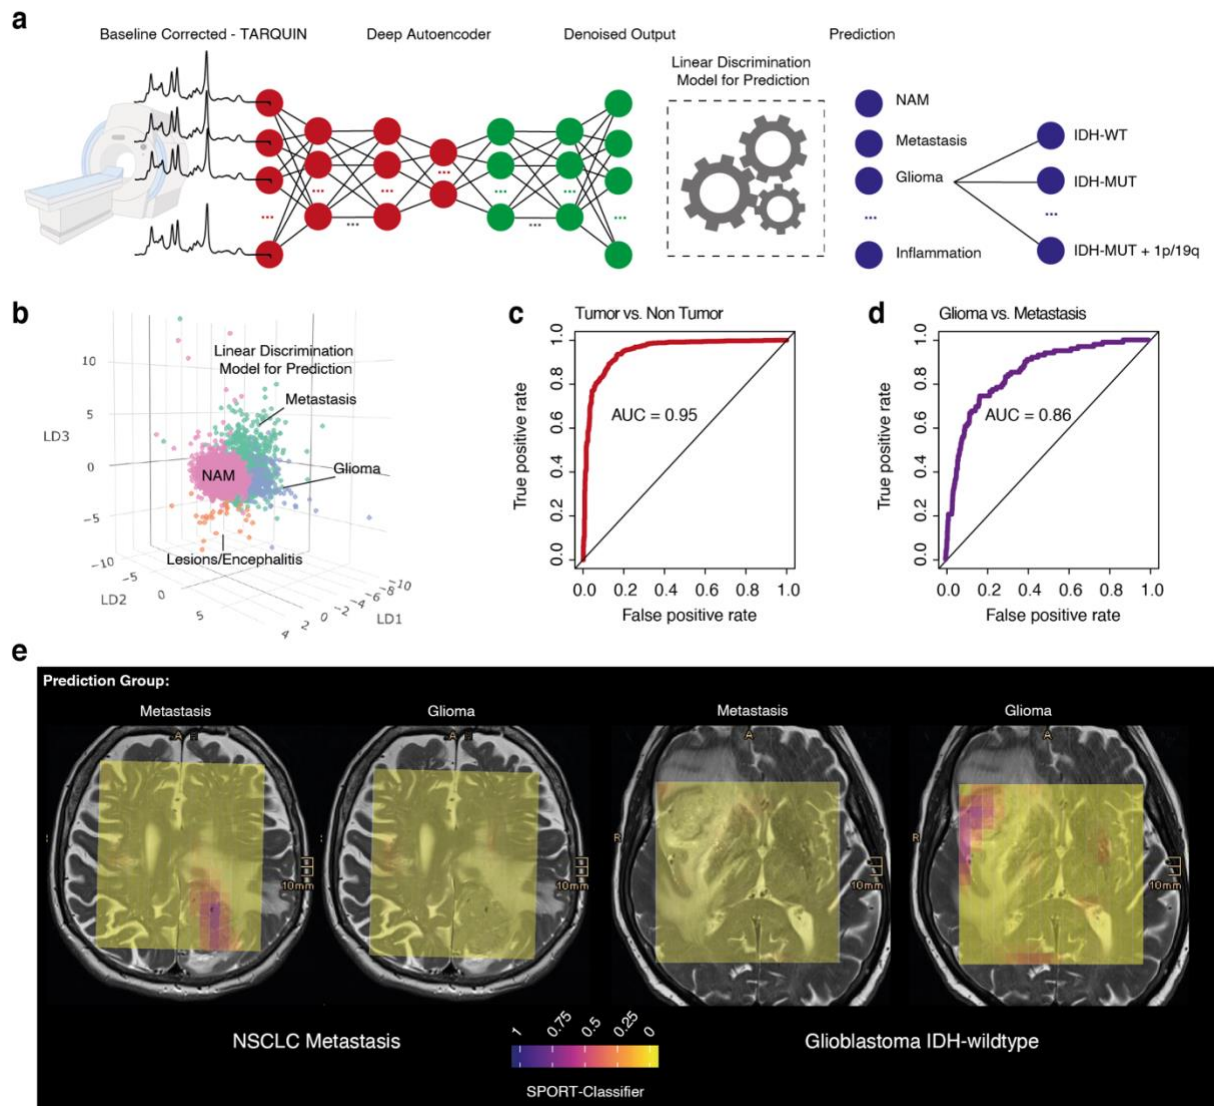 a
Baseline Corrected - TARQUIN
Deep Autoencoder
Denoised Output
Prediction
Linear Discrimination
Model for Prediction
NAM
Metastasis
Glioma
...
Inflammation
IDH-WT
IDH-MUT
...
IDH-MUT + 1p/19q
b
Linear Discrimination
Model for Prediction
Metastasis
Glioma
NAM
Lesions/Encephalitis
LD3
10
5
0
−5
LD2
−10
−5
0
5
LD1
4
2
0
−2
−4
−6
−8
−10
c
Tumor vs. Non Tumor
AUC = 0.95
True positive rate
0.0 0.2 0.4 0.6 0.8 1.0
False positive rate
0.0 0.2 0.4 0.6 0.8 1.0
d
Glioma vs. Metastasis
AUC = 0.86
True positive rate
0.0 0.2 0.4 0.6 0.8 1.0
False positive rate
0.0 0.2 0.4 0.6 0.8 1.0
e
Prediction Group:
Metastasis
Glioma
Metastasis
Glioma
A
A
A
A
R
R
10mm
10mm
10mm
10mm
NSCLC Metastasis
Glioblastoma IDH-wildtype
1 0.75 0.5 0.25 0
SPORT-Classifier